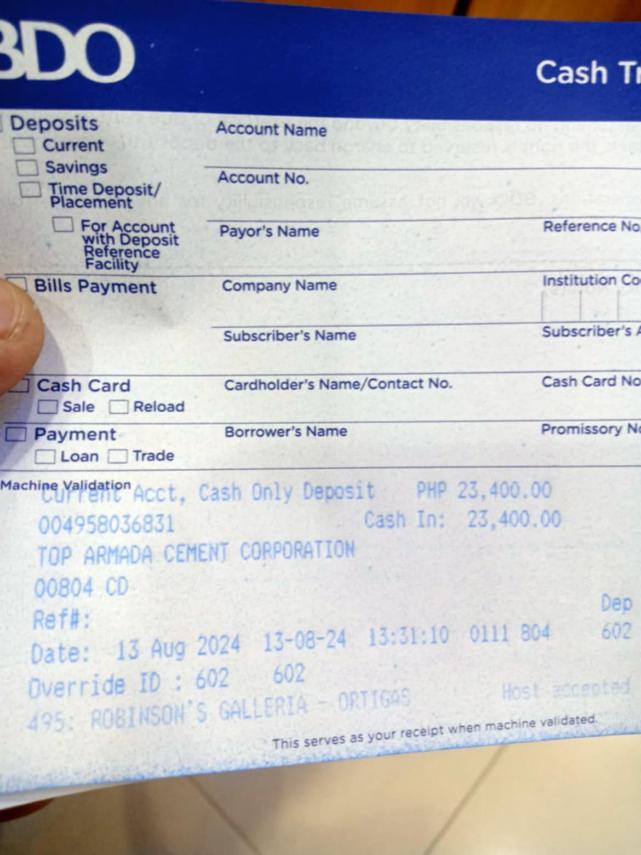 BDO
Cash Tr
Deposits
Current
Savings
Time Deposit/
Placement
For Account
with Deposit
Reference
Facility
Account Name
Account No.
Payor's Name
Reference No
Bills Payment
Company Name
Institution Co
Subscriber's Name
Subscriber's A
Cash Card
Sale
Reload
Cardholder's Name/Contact No.
Cash Card No
Payment
Loan
Trade
Borrower's Name
Promissory No
Machine Validation
Current Acct, Cash Only Deposit PHP 23,400.00
004958036831 Cash In: 23,400.00
TOP ARMADA CEMENT CORPORATION
00804 CD
Ref#: Dep
Date: 13 Aug 2024 13-08-24 13:31:10 0111 804 602
Override ID : 602 602
495: ROBINSON'S GALLERIA - ORTIGAS Host accepted
This serves as your receipt when machine validated.